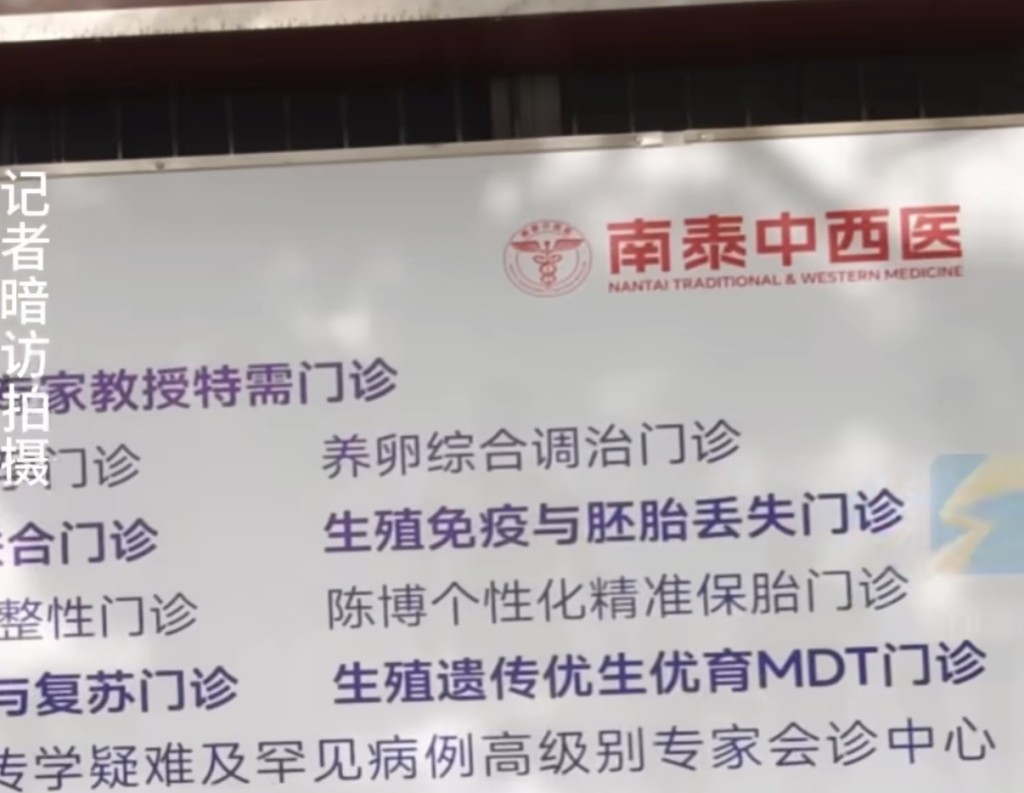 记者暗访拍摄
南泰中西医
NANTAI TRADITIONAL & WESTERN MEDICINE
专家教授特需门诊
门诊 养卵综合调治门诊
合门诊 生殖免疫与胚胎丢失门诊
整性门诊 陈博个性化精准保胎门诊
与复苏门诊 生殖遗传优生优育MDT门诊
传学疑难及罕见病例高级别专家会诊中心